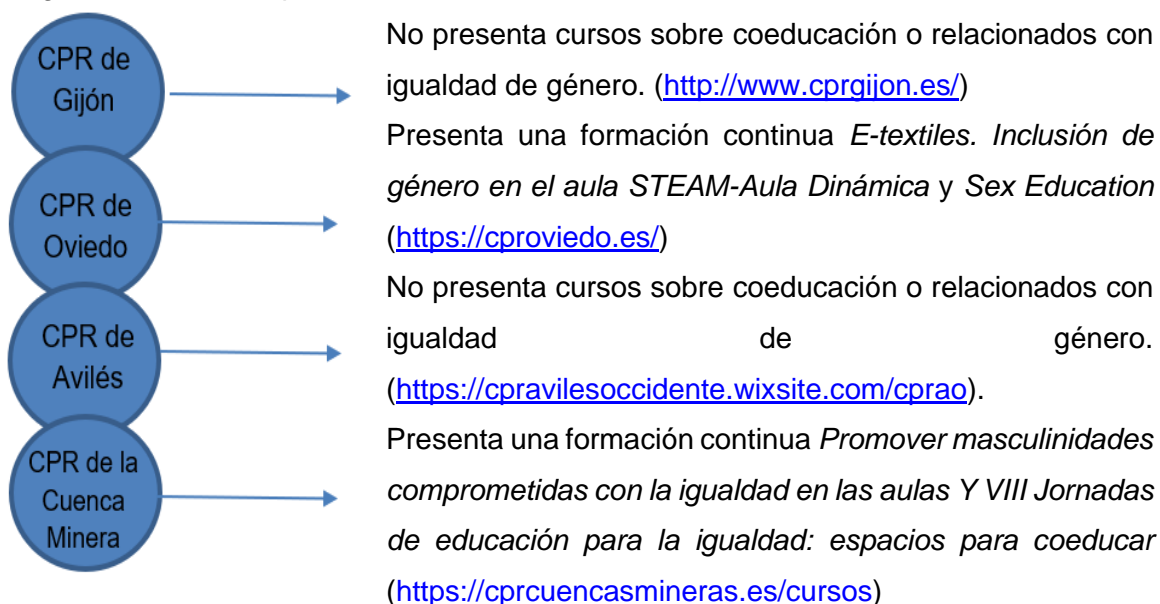 CPR de
Gijón
No presenta cursos sobre coeducación o relacionados con
igualdad de género. (http://www.cprgijon.es/)
CPR de
Oviedo
Presenta una formación continua E-textiles. Inclusión de
género en el aula STEAM-Aula Dinámica y Sex Education
(https://cproviedo.es/)
CPR de
Avilés
No presenta cursos sobre coeducación o relacionados con
igualdad de género.
(https://cpravilesoccidente.wixsite.com/cprao).
CPR de la
Cuenca
Minera
Presenta una formación continua Promover masculinidades
comprometidas con la igualdad en las aulas Y VIII Jornadas
de educación para la igualdad: espacios para coeducar
(https://cprcuencasmineras.es/cursos)